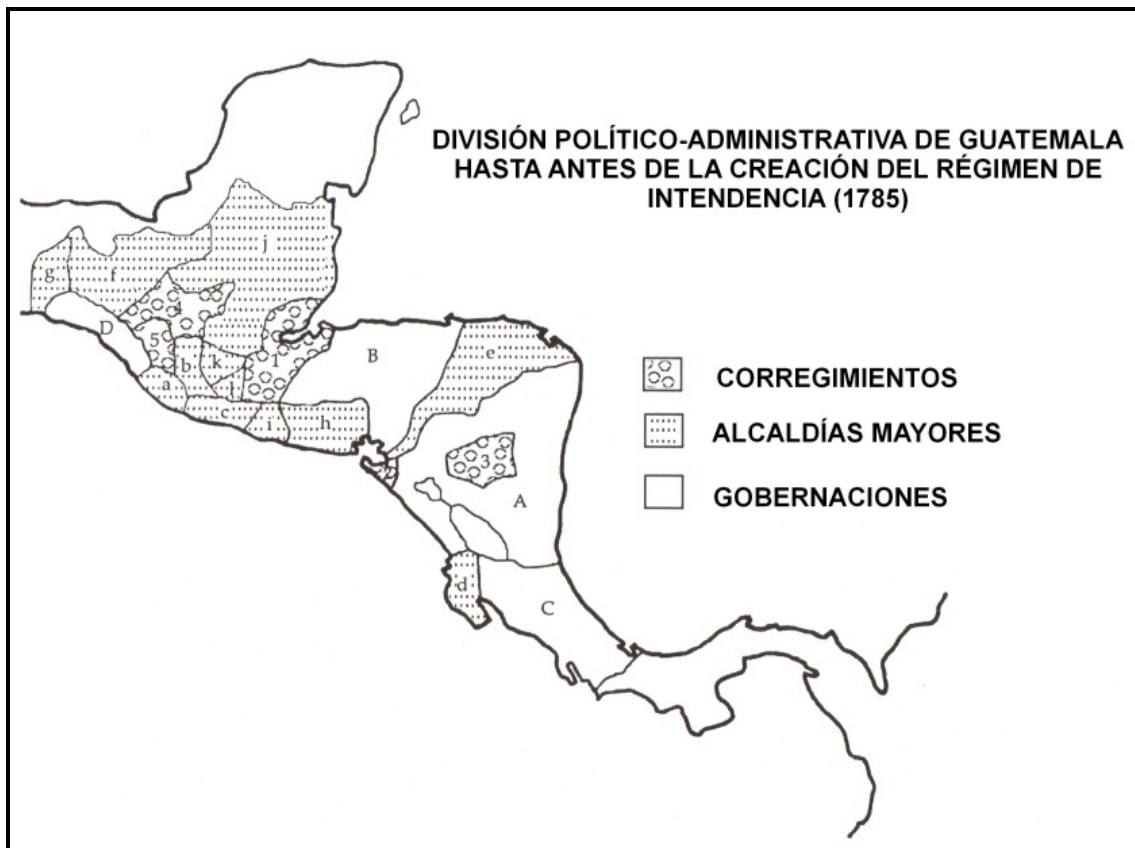 DIVISIÓN POLÍTICO-ADMINISTRATIVA DE GUATEMALA
HASTA ANTES DE LA CREACIÓN DEL RÉGIMEN DE
INTENDENCIA (1785)
j
g
f
4
D
5
b
k
1
B
e
a
l
c
i
h
3
A
d
C
CORREGIMIENTOS
ALCALDÍAS MAYORES
GOBERNACIONES